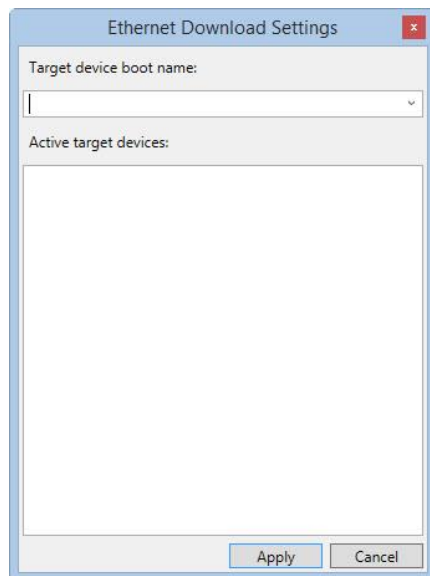 Ethernet Download Settings
Target device boot name:
Active target devices:
Apply Cancel